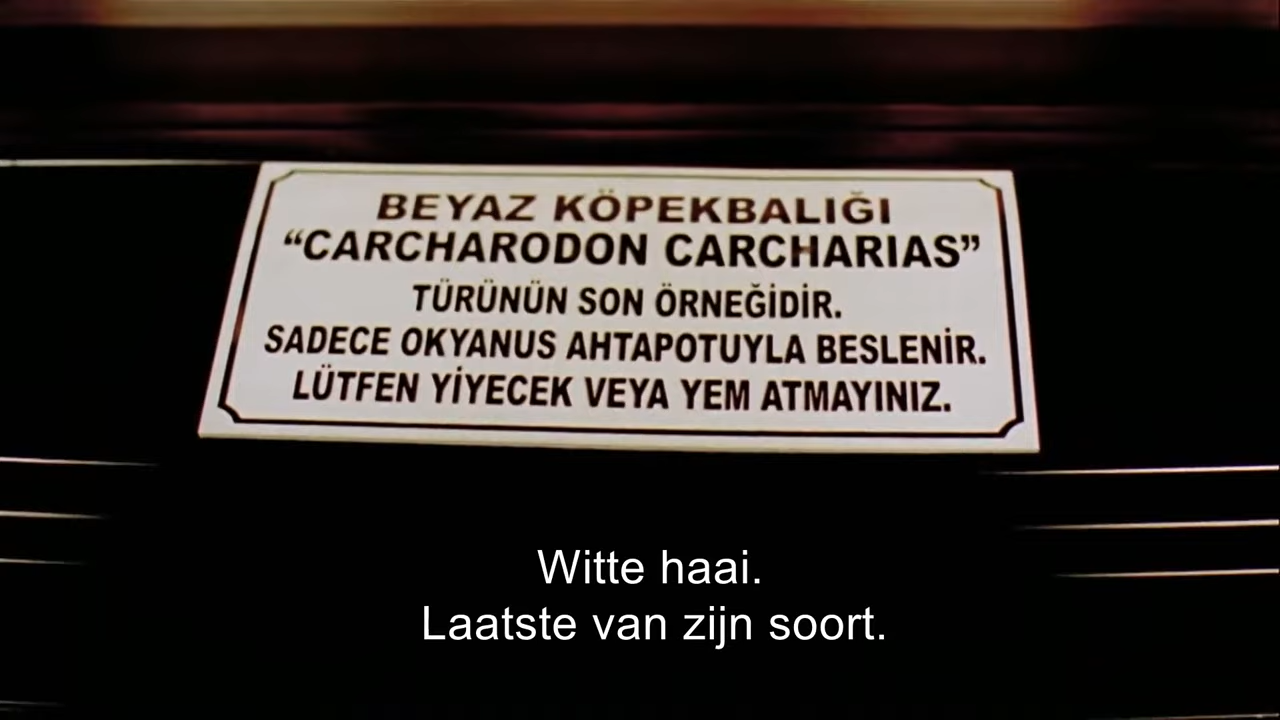 BEYAZ KÖPEKBALIĞI
“CARCHARODON CARCHARIAS”
TÜRÜNÜN SON ÖRNEĞİDİR.
SADECE OKYANUS AHTAPOTUYLA BESLENİR.
LÜTFEN YİYECEK VEYA YEM ATMAYINIZ.
Witte haai.
Laatste van zijn soort.